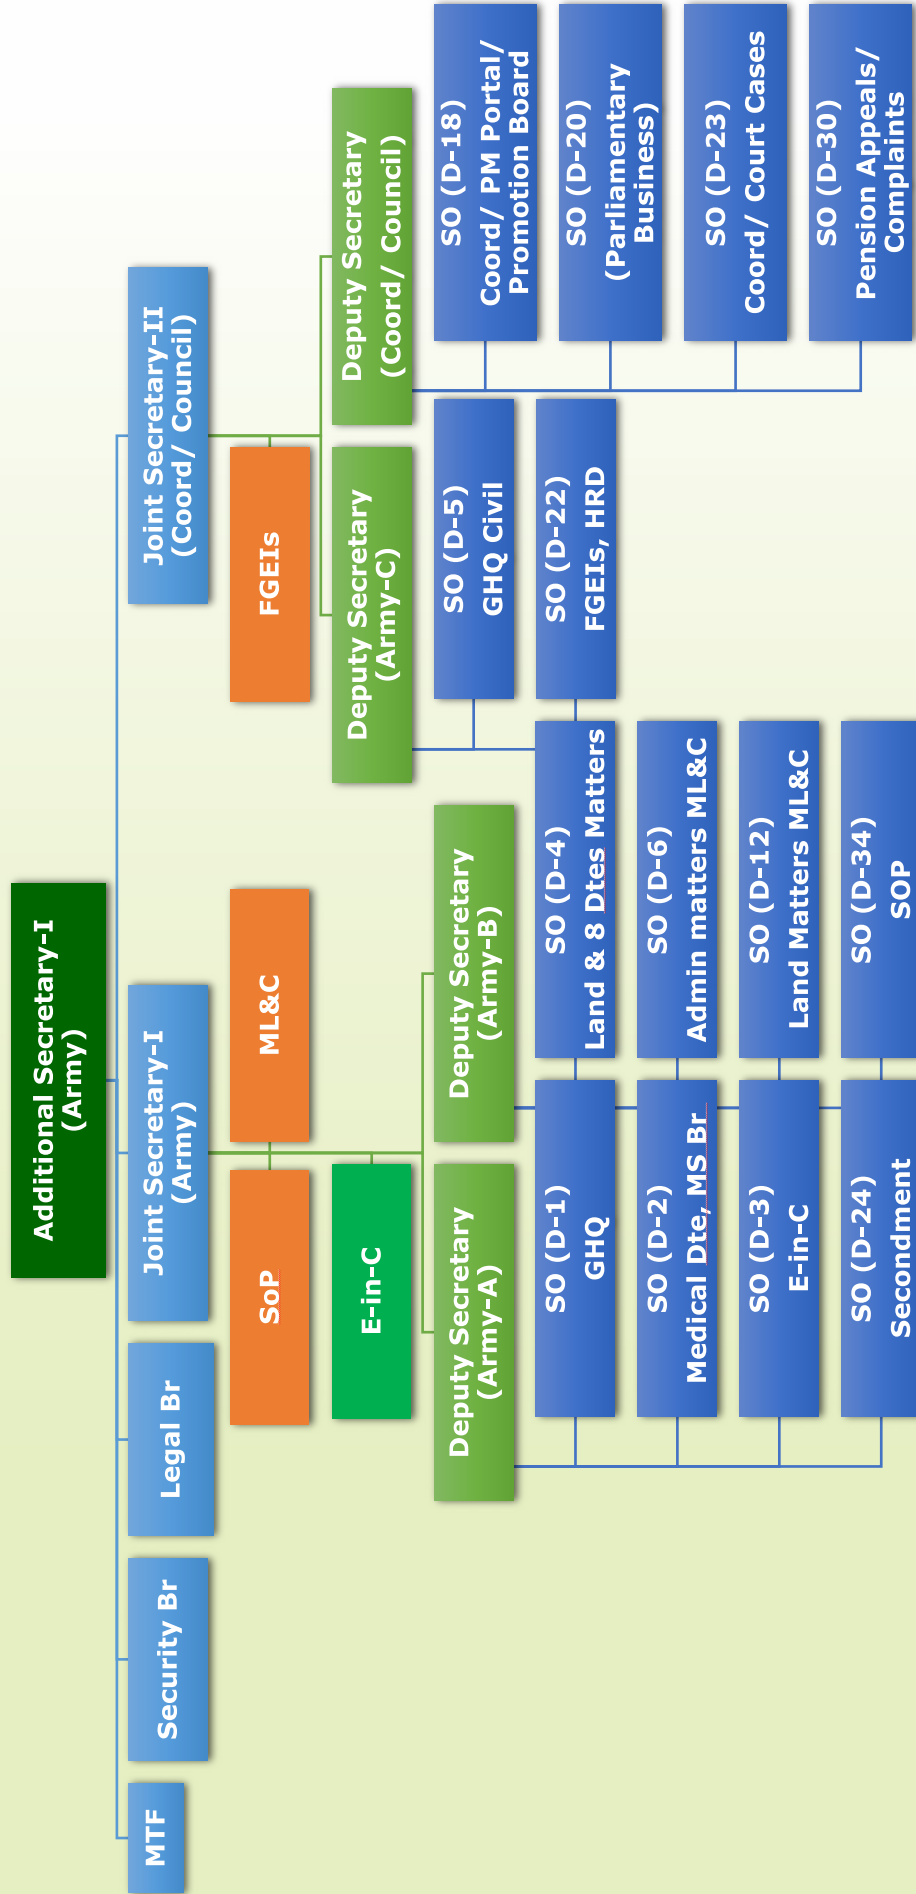 Additional Secretary-I
(Army)
MTF
Security Br
Legal Br
Joint Secretary-I
(Army)
Joint Secretary-II
(Coord/ Council)
SoP
ML&C
FGEIs
E-in-C
Deputy Secretary
(Army-C)
Deputy Secretary
(Coord/ Council)
Deputy Secretary
(Army-A)
Deputy Secretary
(Army-B)
SO (D-5)
GHQ Civil
SO (D-18)
Coord/ PM Portal/
Promotion Board
SO (D-1)
GHQ
SO (D-4)
Land & 8 Dtes Matters
SO (D-22)
FGEIs, HRD
SO (D-20)
(Parliamentary
Business)
SO (D-2)
Medical Dte, MS Br
SO (D-6)
Admin matters ML&C
SO (D-23)
Coord/ Court Cases
SO (D-3)
E-in-C
SO (D-12)
Land Matters ML&C
SO (D-30)
Pension Appeals/
Complaints
SO (D-24)
Secondment
SO (D-34)
SOP